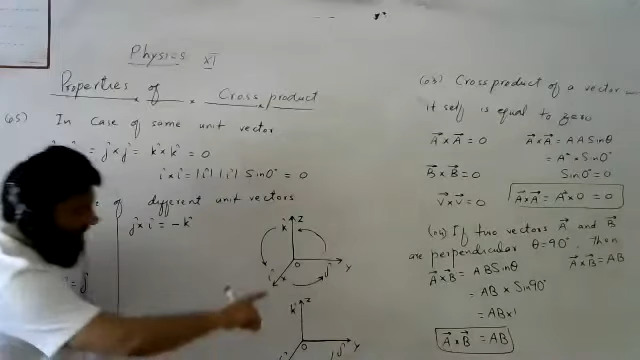 Physics XI
Properties of Cross product
05) In case of same unit vector
= ĵ × ĵ = k̂ × k̂ = 0
î × î = |î| |î| Sin0° = 0
of different unit vectors
ĵ × î = -k̂
= ĵ
k̂ Z
O
Y
î
X
ĵ
k̂ Z
O
Y
ĵ
(03) Cross product of a vector
it self is equal to zero
A⃗ × A⃗ = 0
A⃗ × A⃗ = A A Sinθ
= A² × Sin0°
B⃗ × B⃗ = 0
Sin0° = 0
V⃗ × V⃗ = 0
A⃗ × A⃗ = A² × 0 = 0
(04) If two vectors A⃗ and B⃗
are perpendicular θ = 90°. Then
A⃗ × B⃗ = AB Sinθ
A⃗ × B⃗ = AB
= AB × Sin90°
= AB × 1
A⃗ × B⃗ = AB